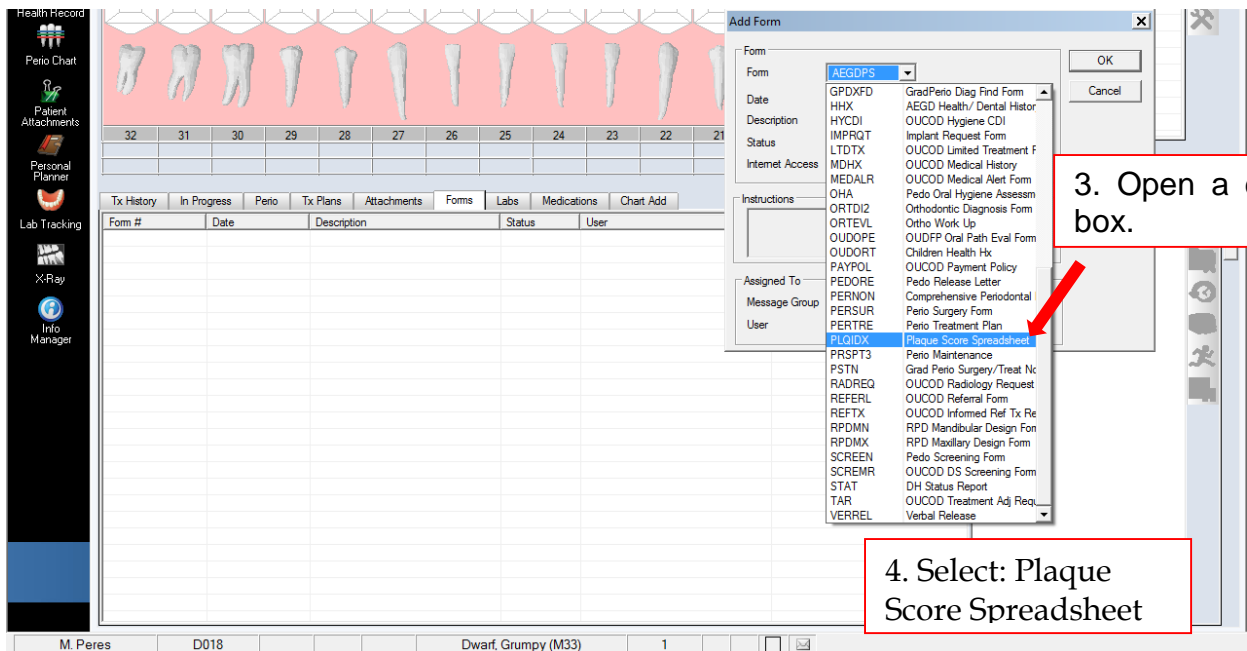 Health Record
Perio Chart
Patient
Attachments
Personal
Planner
Lab Tracking
X-Ray
Info
Manager
32 31 30 29 28 27 26 25 24 23 22 21
Tx History In Progress Perio Tx Plans Attachments Forms Labs Medications Chart Add
Form # Date Description Status User
Add Form
Form
Form AEGDPS
Date
Description
Status
Internet Access
Instructions
Assigned To
Message Group
User
OK
Cancel
GPDXFD GradPerio Diag Find Form
HHX AEGD Health/ Dental Histor
HYCDI OUCOD Hygiene CDI
IMPRQT Implant Request Form
LTDTX OUCOD Limited Treatment F
MDHX OUCOD Medical History
MEDALR OUCOD Medical Alert Form
OHA Pedo Oral Hygiene Assessm
ORTDI2 Orthodontic Diagnosis Form
ORTEVL Ortho Work Up
OUDOPE OUDFP Oral Path Eval Form
OUDORT Children Health Hx
PAYPOL OUCOD Payment Policy
PEDORE Pedo Release Letter
PERNON Comprehensive Periodontal
PERSUR Perio Surgery Form
PERTRE Perio Treatment Plan
PLQIDX Plaque Score Spreadsheet
PRSPT3 Perio Maintenance
PSTN Grad Perio Surgery/Treat No
RADREQ OUCOD Radiology Request
REFERL OUCOD Referral Form
REFTX OUCOD Informed Ref Tx Re
RPDMN RPD Mandibular Design Form
RPDMX RPD Maxillary Design Form
SCREEN Pedo Screening Form
SCREMR OUCOD DS Screening Form
STAT DH Status Report
TAR OUCOD Treatment Adj Requ
VERREL Verbal Release
3. Open a
box.
4. Select: Plaque
Score Spreadsheet
M. Peres D018 Dwarf, Grumpy (M33) 1